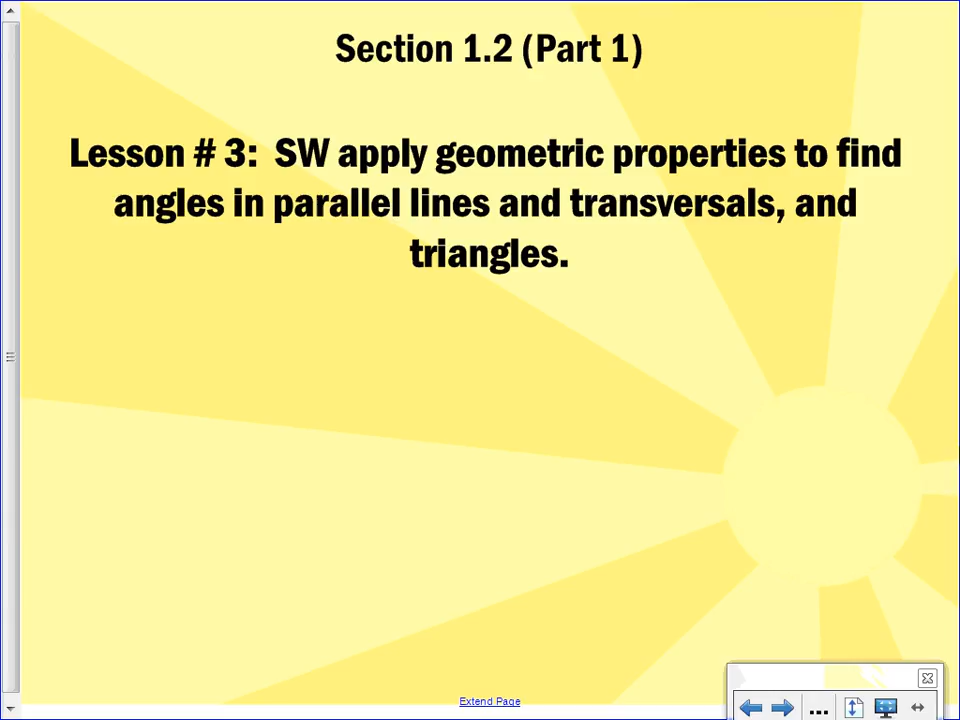 Section 1.2 (Part 1)
Lesson # 3:  SW apply geometric properties to find
angles in parallel lines and transversals, and
triangles.
Extend Page
...